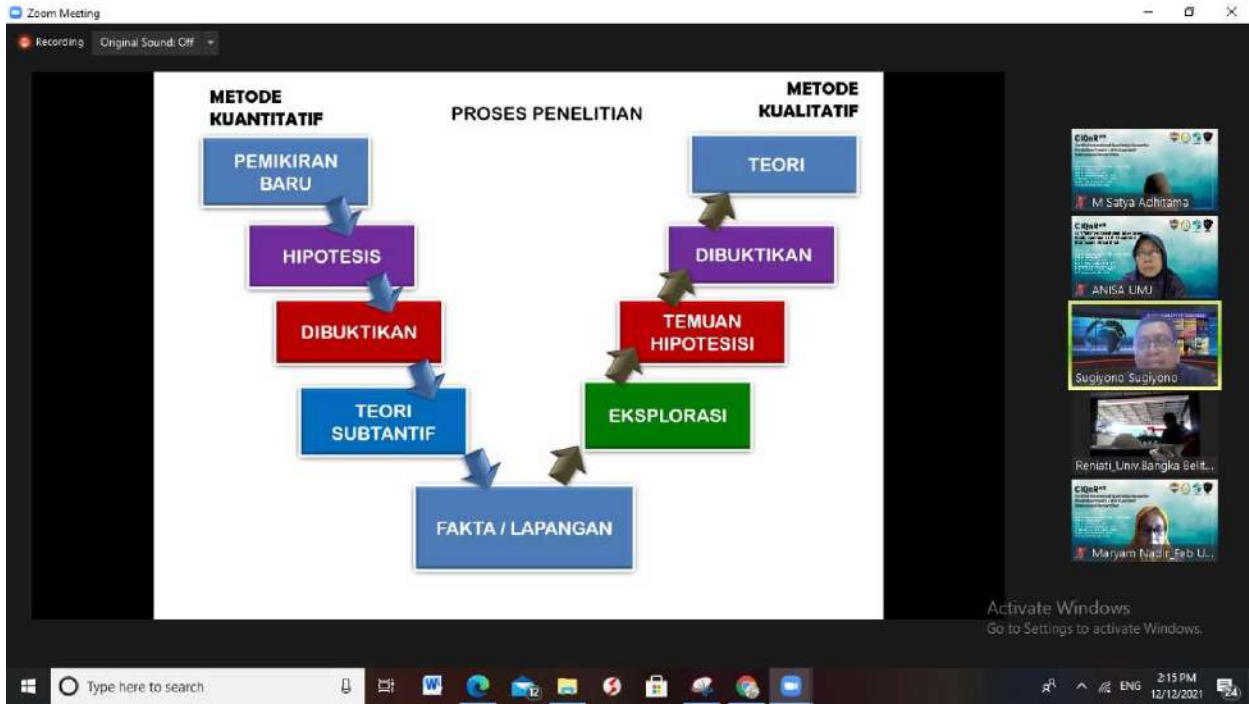 Zoom Meeting
Recording
Original Sound: Off
METODE
KUANTITATIF
PROSES PENELITIAN
METODE
KUALITATIF
PEMIKIRAN
BARU
HIPOTESIS
DIBUKTIKAN
TEORI
SUBTANTIF
FAKTA / LAPANGAN
EKSPLORASI
TEMUAN
HIPOTESISI
DIBUKTIKAN
TEORI
M Satya Adhitama
ANISA UMJ
Sugiyono Sugiyono
Reniati_Univ.Bangka Belit...
Maryam Nadir_Feb U...
Activate Windows
Go to Settings to activate Windows.
Type here to search
12
ENG
2:15 PM
12/12/2021
24